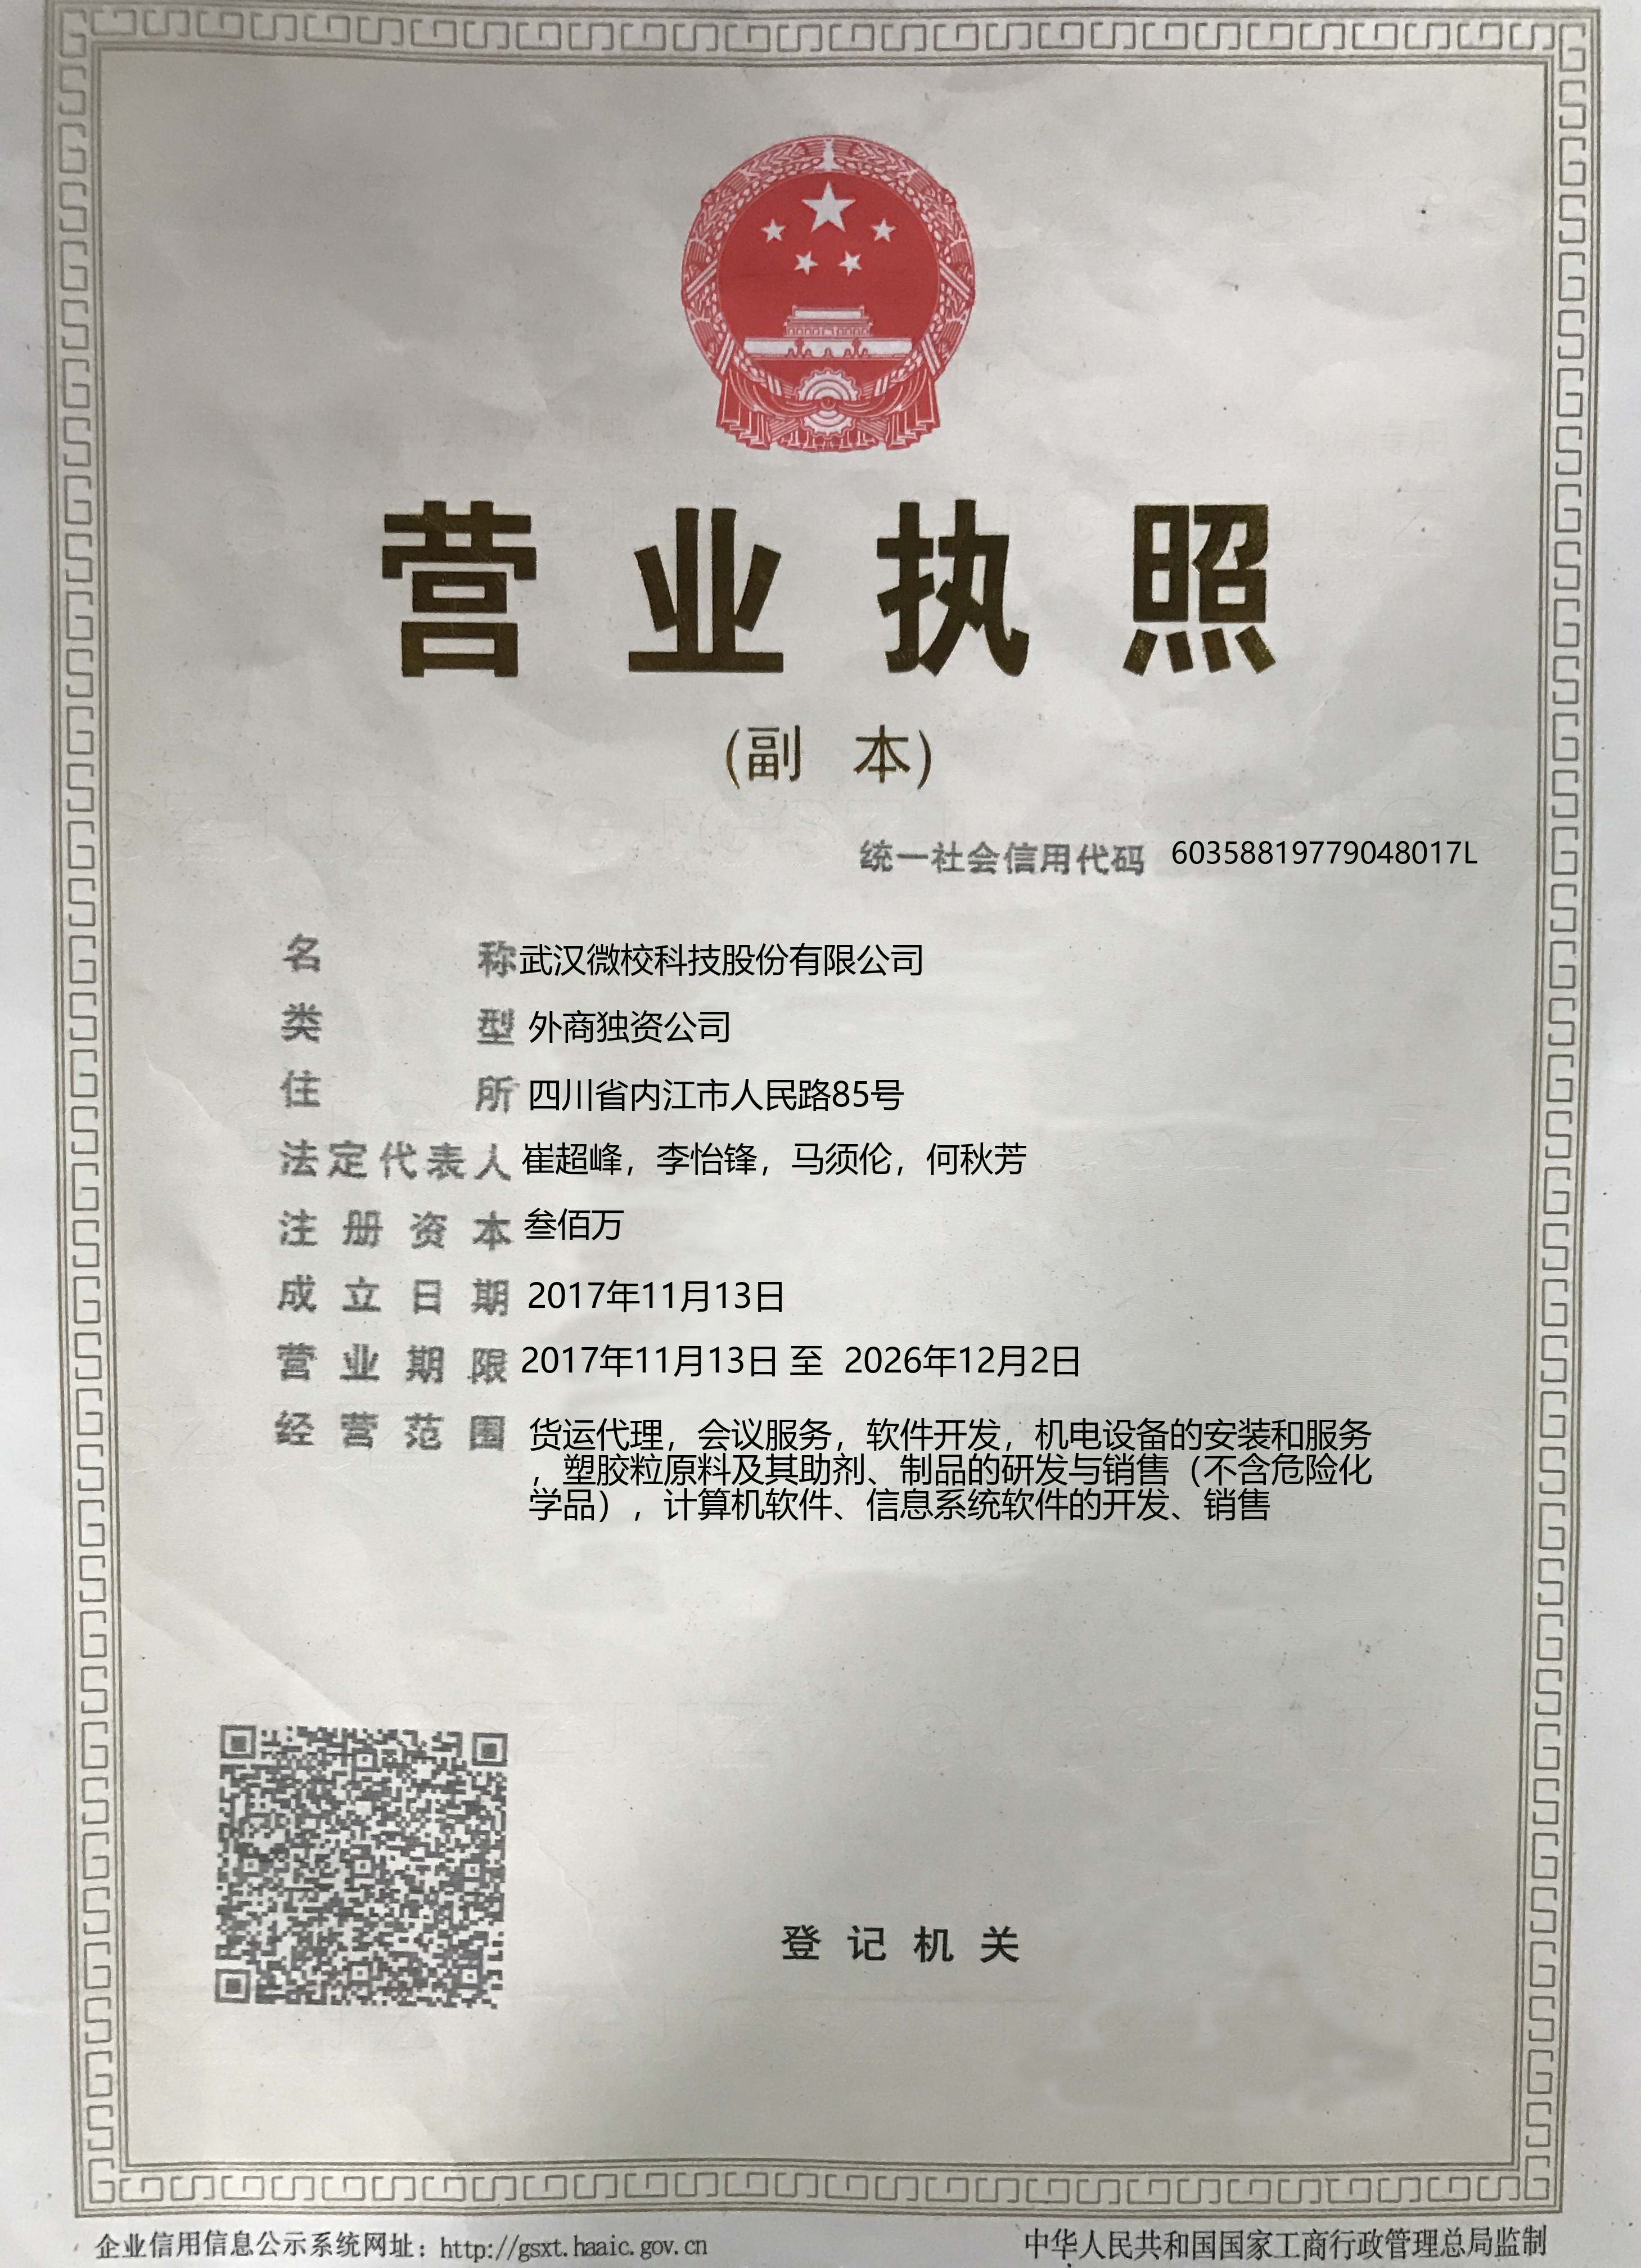 营业执照
(副 本)
统一社会信用代码 60358819779048017L
名 称 武汉微校科技股份有限公司
类 型 外商独资公司
住 所 四川省内江市人民路85号
法定代表人 崔超峰，李怡锋，马须伦，何秋芳
注册资本 叁佰万
成立日期 2017年11月13日
营业期限 2017年11月13日 至 2026年12月2日
经营范围 货运代理，会议服务，软件开发，机电设备的安装和服务
，塑胶粒原料及其助剂、制品的研发与销售（不含危险化
学品），计算机软件、信息系统软件的开发、销售
登记机关
企业信用信息公示系统网址：http://gsxt.haaic.gov.cn
中华人民共和国国家工商行政管理总局监制